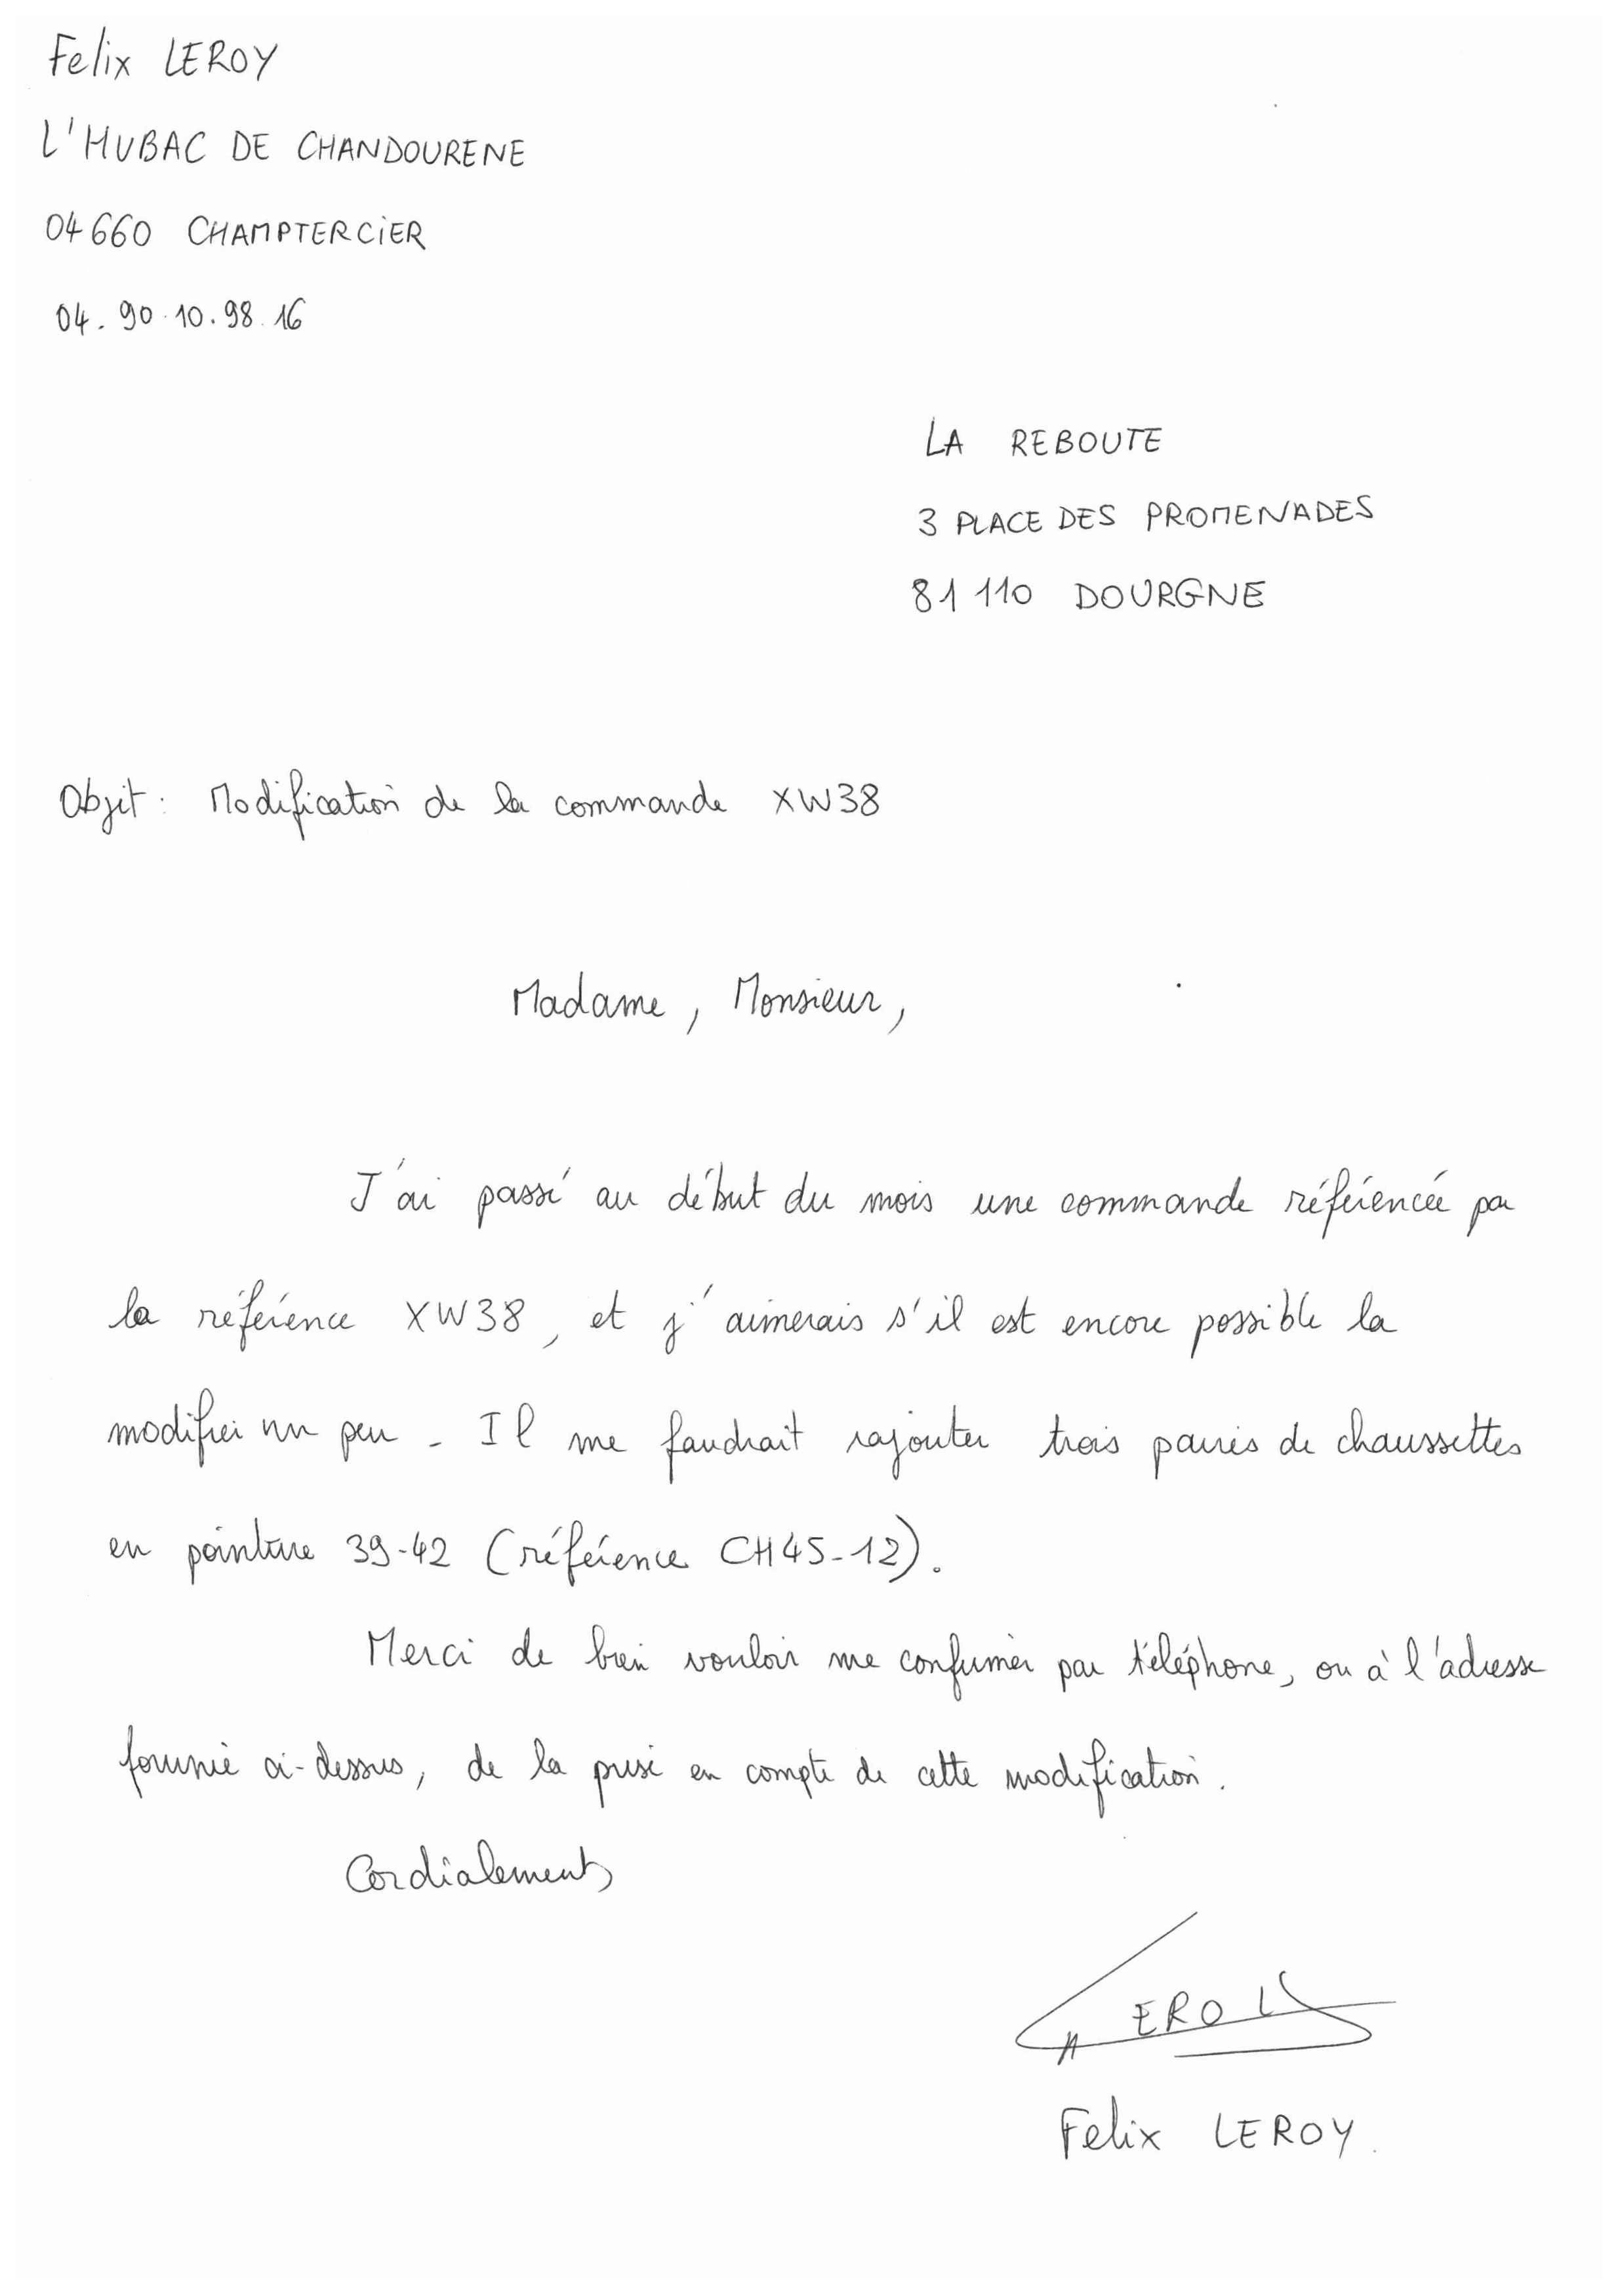 Felix LEROY
L'HUBAC DE CHANDOURENE
04660 CHAMPTERCIER
04.90.10.98.16
LA REBOUTE
3 PLACE DES PROMENADES
81110 DOURGNE
Objet : Modification de la commande XW38
Madame, Monsieur,
J'ai passé au début du mois une commande référencée par
la référence XW38, et j'aimerais s'il est encore possible la
modifier un peu. Il me faudrait rajouter trois paires de chaussettes
en pointure 39-42 (référence CH45-12).
Merci de bien vouloir me confirmer par téléphone, ou à l'adresse
fournie ci-dessus, de la prise en compte de cette modification.
Cordialement,
LEROY
Felix LEROY.